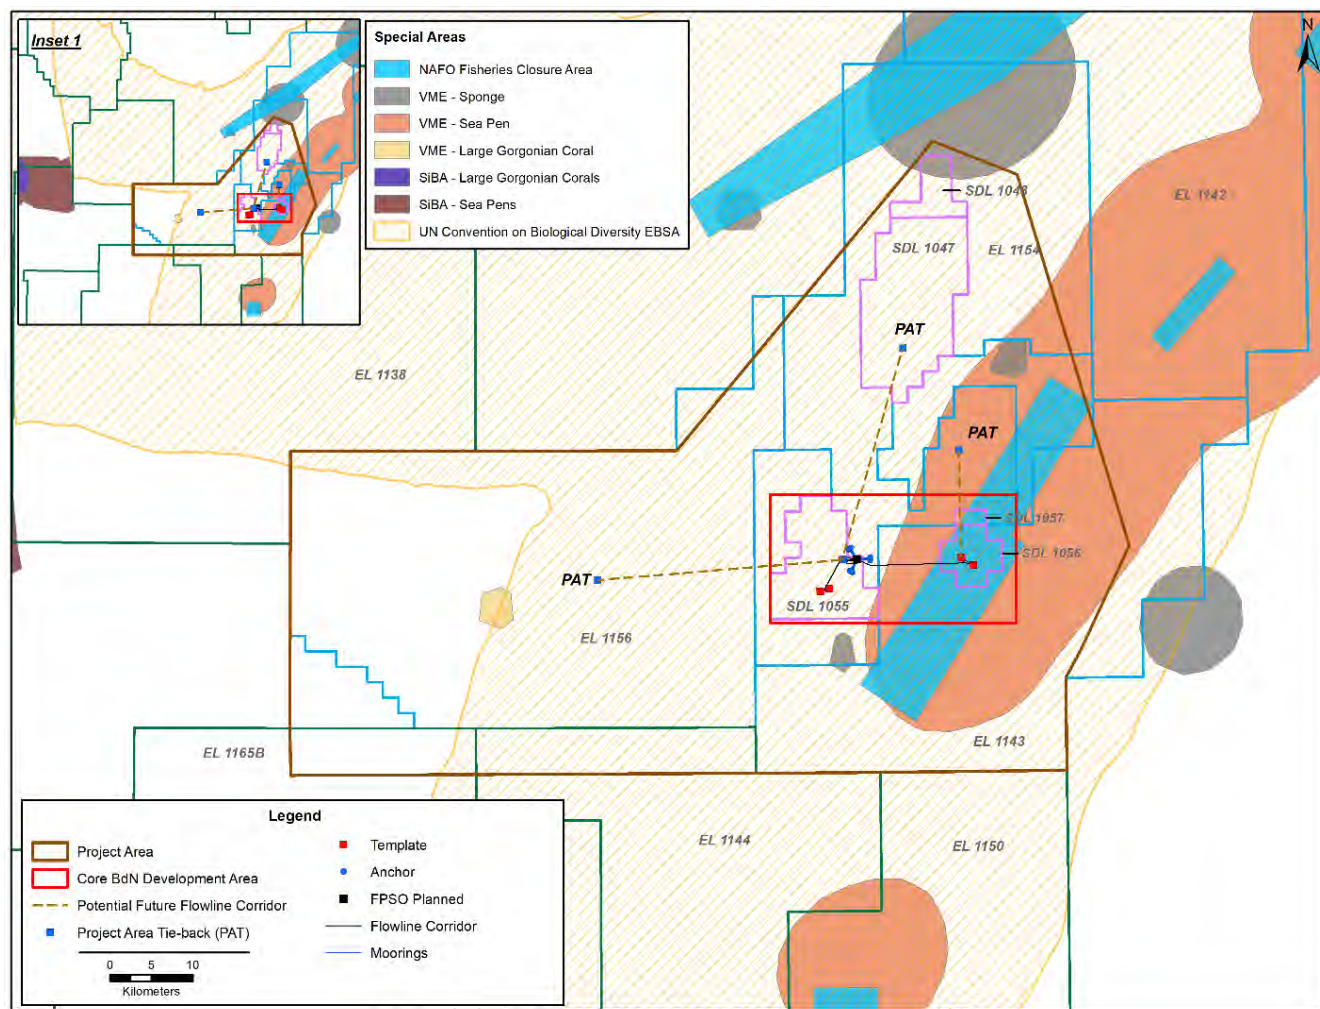 Inset 1
Special Areas
NAFO Fisheries Closure Area
VME - Sponge
VME - Sea Pen
VME - Large Gorgonian Coral
SiBA - Large Gorgonian Corals
SiBA - Sea Pens
UN Convention on Biological Diversity EBSA
N
SDL 1048
EL 1142
SDL 1047
EL 1154
PAT
EL 1138
PAT
SDL 1057
SDL 1056
PAT
SDL 1055
EL 1156
EL 1143
EL 1165B
EL 1144
EL 1150
Legend
Project Area
Core BdN Development Area
Potential Future Flowline Corridor
Project Area Tie-back (PAT)
0 5 10
Kilometers
Template
Anchor
FPSO Planned
Flowline Corridor
Moorings